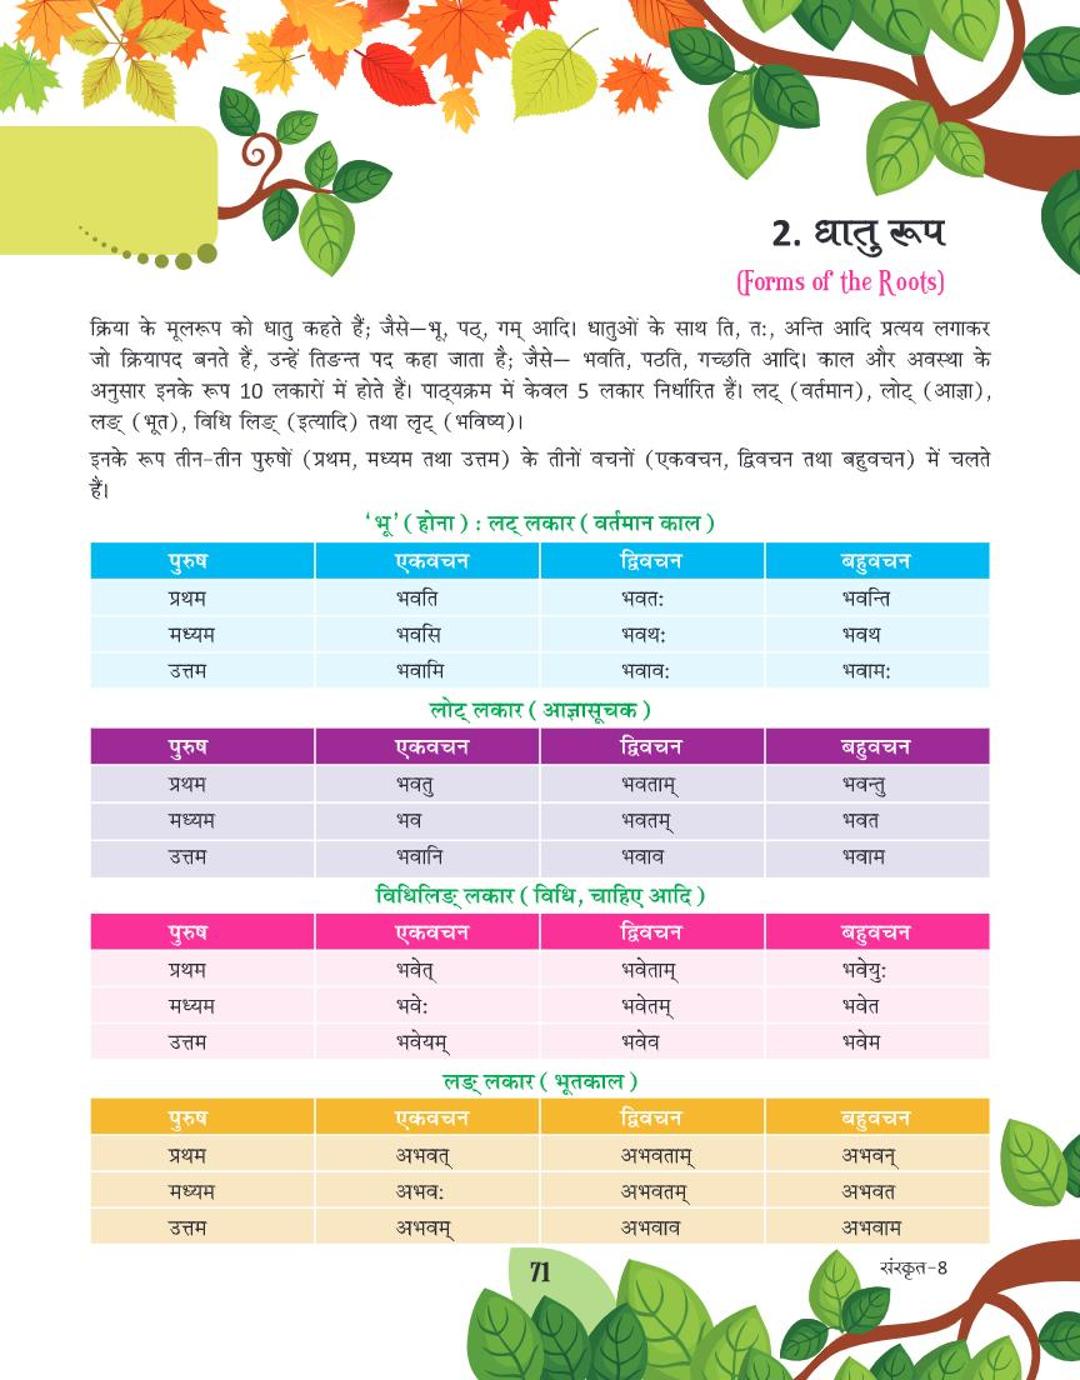 2. धातु रूप
(Forms of the Roots)
क्रिया के मूलरूप को धातु कहते हैं; जैसे—भू, पठ्, गम् आदि। धातुओं के साथ ति, त:, अन्ति आदि प्रत्यय लगाकर
जो क्रियापद बनते हैं, उन्हें तिङन्त पद कहा जाता है; जैसे— भवति, पठति, गच्छति आदि। काल और अवस्था के
अनुसार इनके रूप 10 लकारों में होते हैं। पाठ्यक्रम में केवल 5 लकार निर्धारित हैं। लट् (वर्तमान), लोट् (आज्ञा),
लङ् (भूत), विधि लिङ् (इत्यादि) तथा लृट् (भविष्य)।
इनके रूप तीन-तीन पुरुषों (प्रथम, मध्यम तथा उत्तम) के तीनों वचनों (एकवचन, द्विवचन तथा बहुवचन) में चलते
हैं।
‘भू’ ( होना ) : लट् लकार ( वर्तमान काल )
पुरुष एकवचन द्विवचन बहुवचन
प्रथम भवति भवत: भवन्ति
मध्यम भवसि भवथ: भवथ
उत्तम भवामि भवाव: भवाम:
लोट् लकार ( आज्ञासूचक )
पुरुष एकवचन द्विवचन बहुवचन
प्रथम भवतु भवताम् भवन्तु
मध्यम भव भवतम् भवत
उत्तम भवानि भवाव भवाम
विधिलिङ् लकार ( विधि, चाहिए आदि )
पुरुष एकवचन द्विवचन बहुवचन
प्रथम भवेत् भवेताम् भवेयु:
मध्यम भवे: भवेतम् भवेत
उत्तम भवेयम् भवेव भवेम
लङ् लकार ( भूतकाल )
पुरुष एकवचन द्विवचन बहुवचन
प्रथम अभवत् अभवताम् अभवन्
मध्यम अभव: अभवतम् अभवत
उत्तम अभवम् अभवाव अभवाम
71
संस्कृत-8